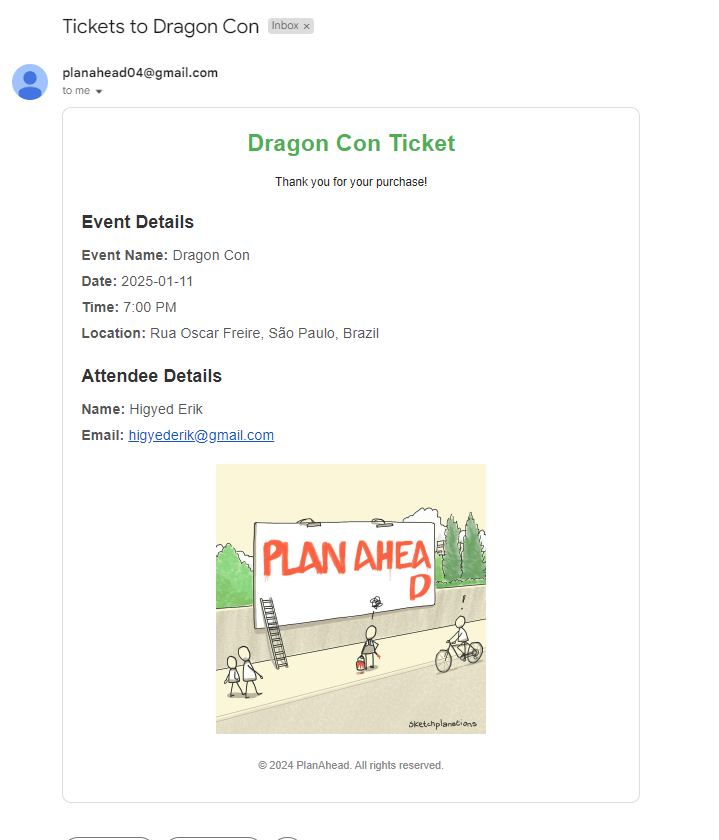 Tickets to Dragon Con Inbox ×
planahead04@gmail.com
to me
Dragon Con Ticket
Thank you for your purchase!
Event Details
Event Name: Dragon Con
Date: 2025-01-11
Time: 7:00 PM
Location: Rua Oscar Freire, São Paulo, Brazil
Attendee Details
Name: Higyed Erik
Email: higyederik@gmail.com
PLAN AHEA
D
!
sketchplanations
© 2024 PlanAhead. All rights reserved.